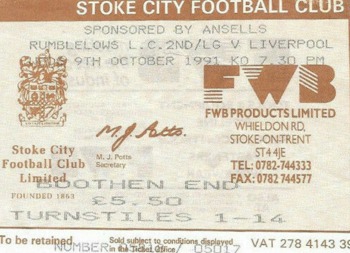 STOKE CITY FOOTBALL CLUB
SPONSORED BY ANSELLS
RUMBLELOWS L.C.2ND/LG V LIVERPOOL
9TH OCTOBER 1991 KO 7.30 PM
FWB
FWB PRODUCTS LIMITED
WHIELDON RD,
STOKE-ON-TRENT
ST4 4JE
TEL: 0782-744333
FAX: 0782 744577
M.J. Potts.
M. J. Potts
Secretary
Stoke City
Football Club
Limited
FOUNDED 1863
BOOTHEN END
£5.50
TURNSTILES 1-14
To be retained
Sold subject to conditions displayed
in the Ticket Office
NUMBER
05017
VAT 278 4143 39